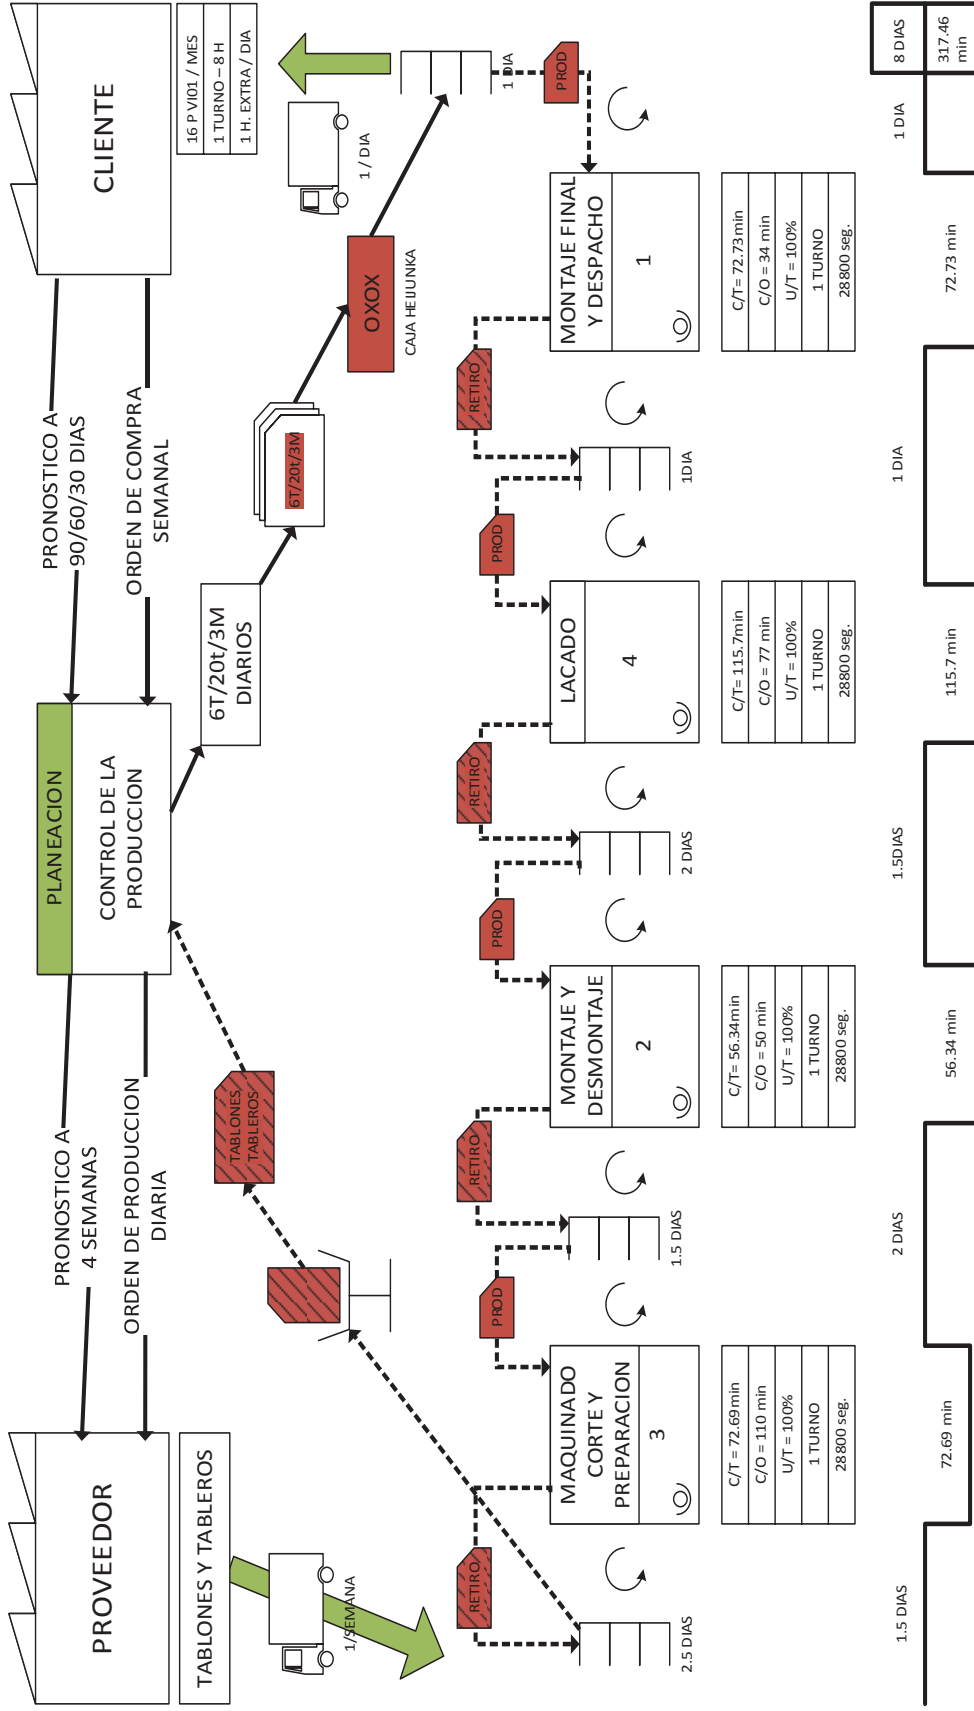 PROVEEDOR
TABLONES Y TABLEROS
1/SEMANA
PRONOSTICO A
4 SEMANAS
ORDEN DE PRODUCCION
DIARIA
PLANEACION
CONTROL DE LA
PRODUCCION
PRONOSTICO A
90/60/30 DIAS
ORDEN DE COMPRA
SEMANAL
CLIENTE
16 P VI01 / MES
1 TURNO – 8 H
1 H. EXTRA / DIA
1 / DIA
TABLONES
TABLEROS
6T/20t/3M
DIARIOS
6T/20t/3M
OXOX
CAJA HEIJUNKA
RETIRO
2.5 DIAS
PROD
1.5 DIAS
RETIRO
PROD
2 DIAS
RETIRO
PROD
1DIA
RETIRO
PROD
1 DIA
MAQUINADO
CORTE Y
PREPARACION
3
C/T = 72.69 min
C/O = 110 min
U/T = 100%
1 TURNO
28800 seg.
MONTAJE Y
DESMONTAJE
2
C/T= 56.34min
C/O = 50 min
U/T = 100%
1 TURNO
28800 seg.
LACADO
4
C/T= 115.7min
C/O = 77 min
U/T = 100%
1 TURNO
28800 seg.
MONTAJE FINAL
Y DESPACHO
1
C/T= 72.73min
C/O = 34 min
U/T = 100%
1 TURNO
28800 seg.
1.5 DIAS
72.69 min
2 DIAS
56.34 min
1.5DIAS
115.7 min
1 DIA
72.73 min
1 DIA
8 DIAS
317.46
min